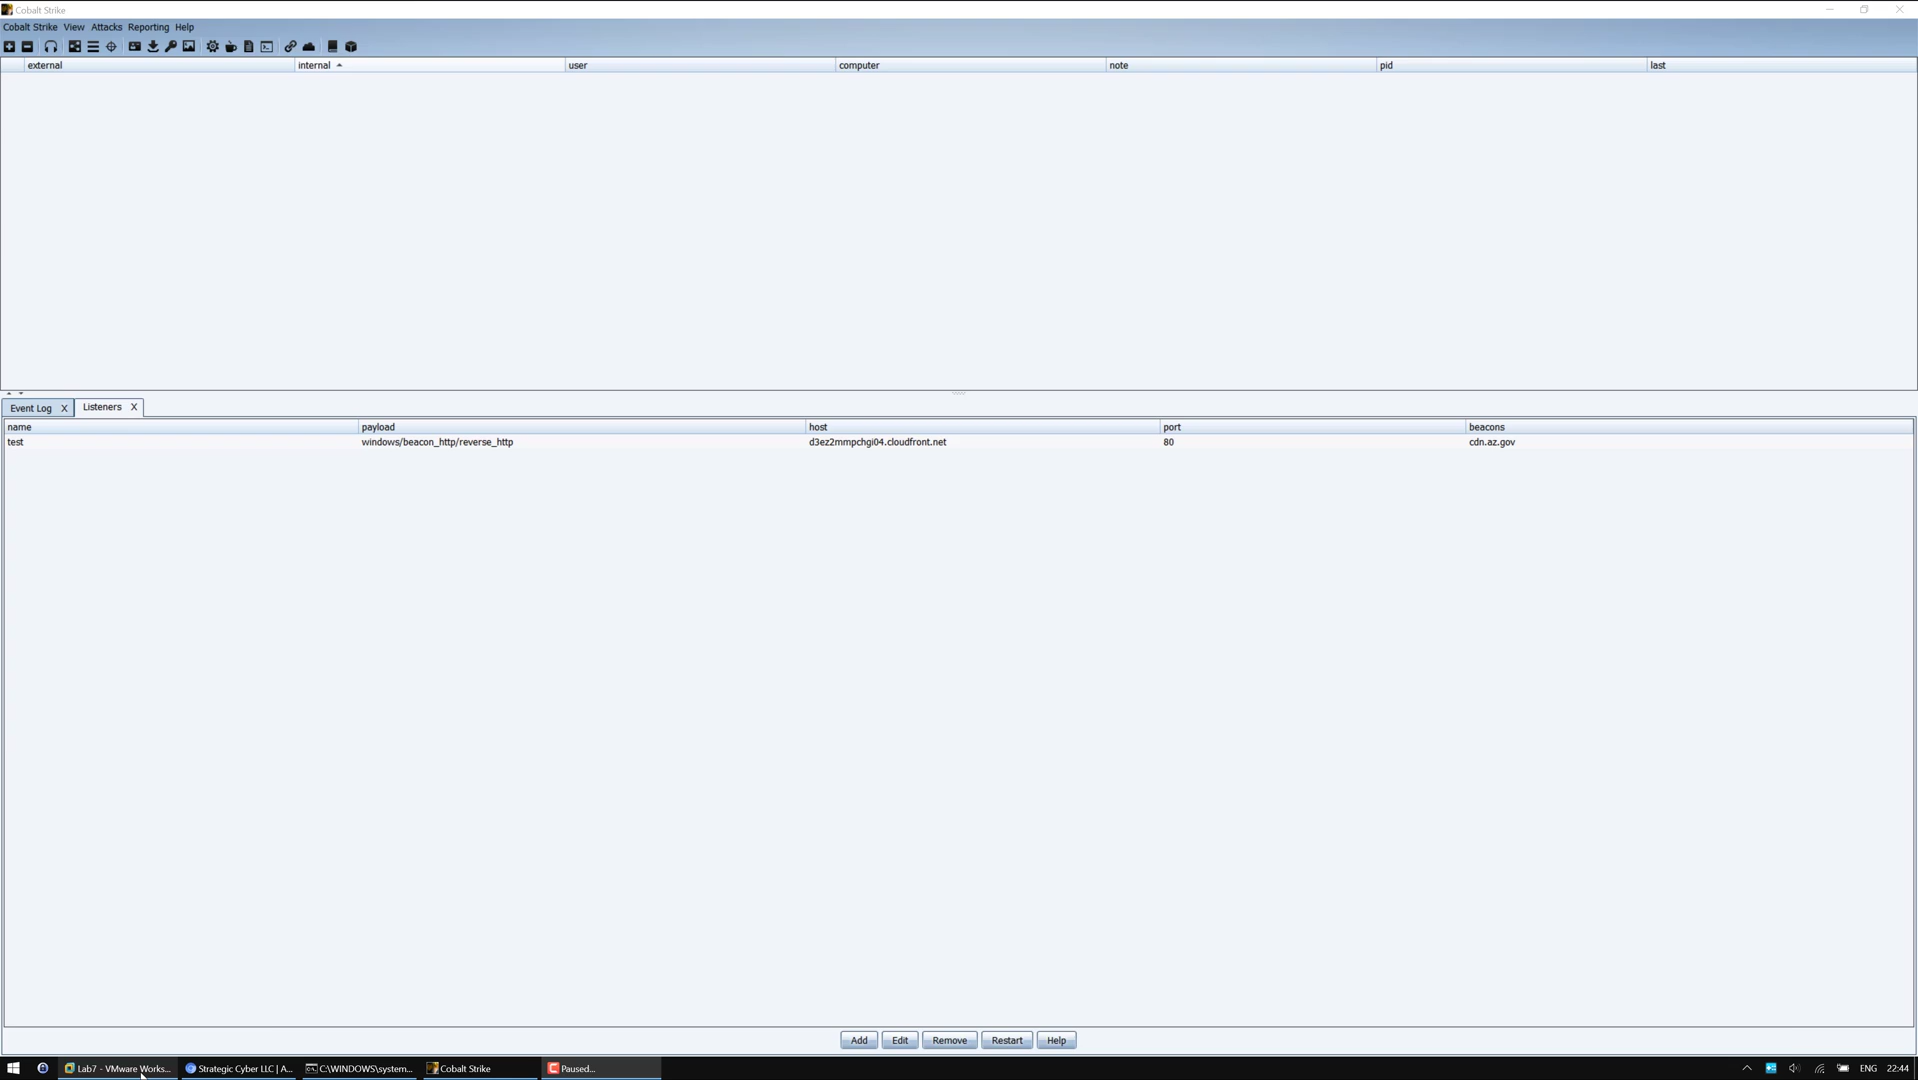 Cobalt Strike
Cobalt Strike View Attacks Reporting Help
external internal user computer note pid last
Event Log X Listeners X
name payload host port beacons
test windows/beacon_http/reverse_http d3ez2mmpchgi04.cloudfront.net 80 cdn.az.gov
Add Edit Remove Restart Help
Lab7 - VMware Works... Strategic Cyber LLC | A... C:\WINDOWS\system... Cobalt Strike Paused... ENG 22:44